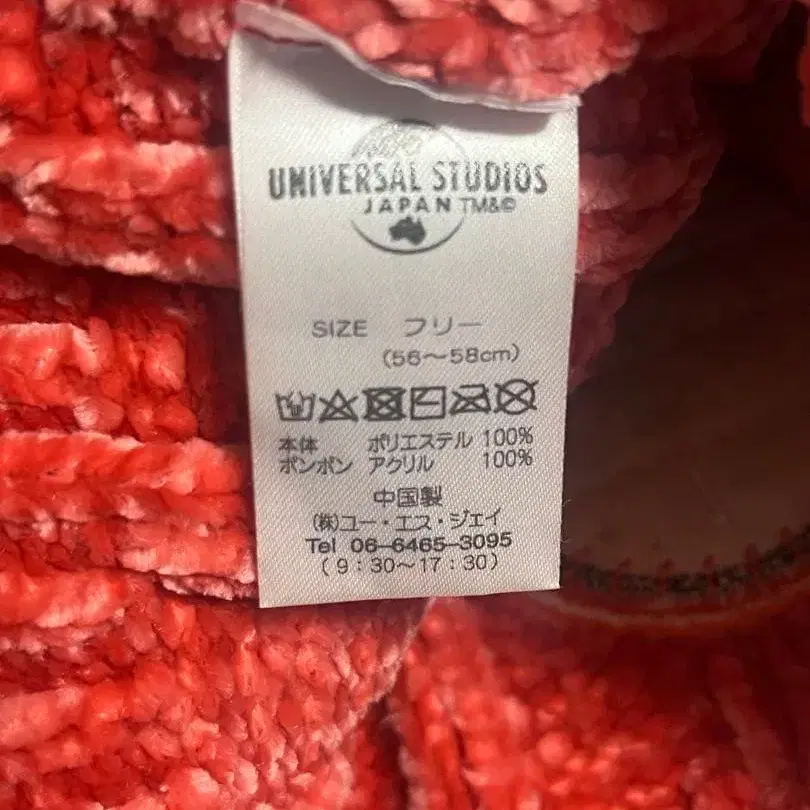 UNIVERSAL STUDIOS
JAPAN TM&©
SIZE フリー
(56～58cm)
本体 ポリエステル 100%
ポンポン アクリル 100%
中国製
(株)ユー・エス・ジェイ
Tel 06-6465-3095
(9:30～17:30)